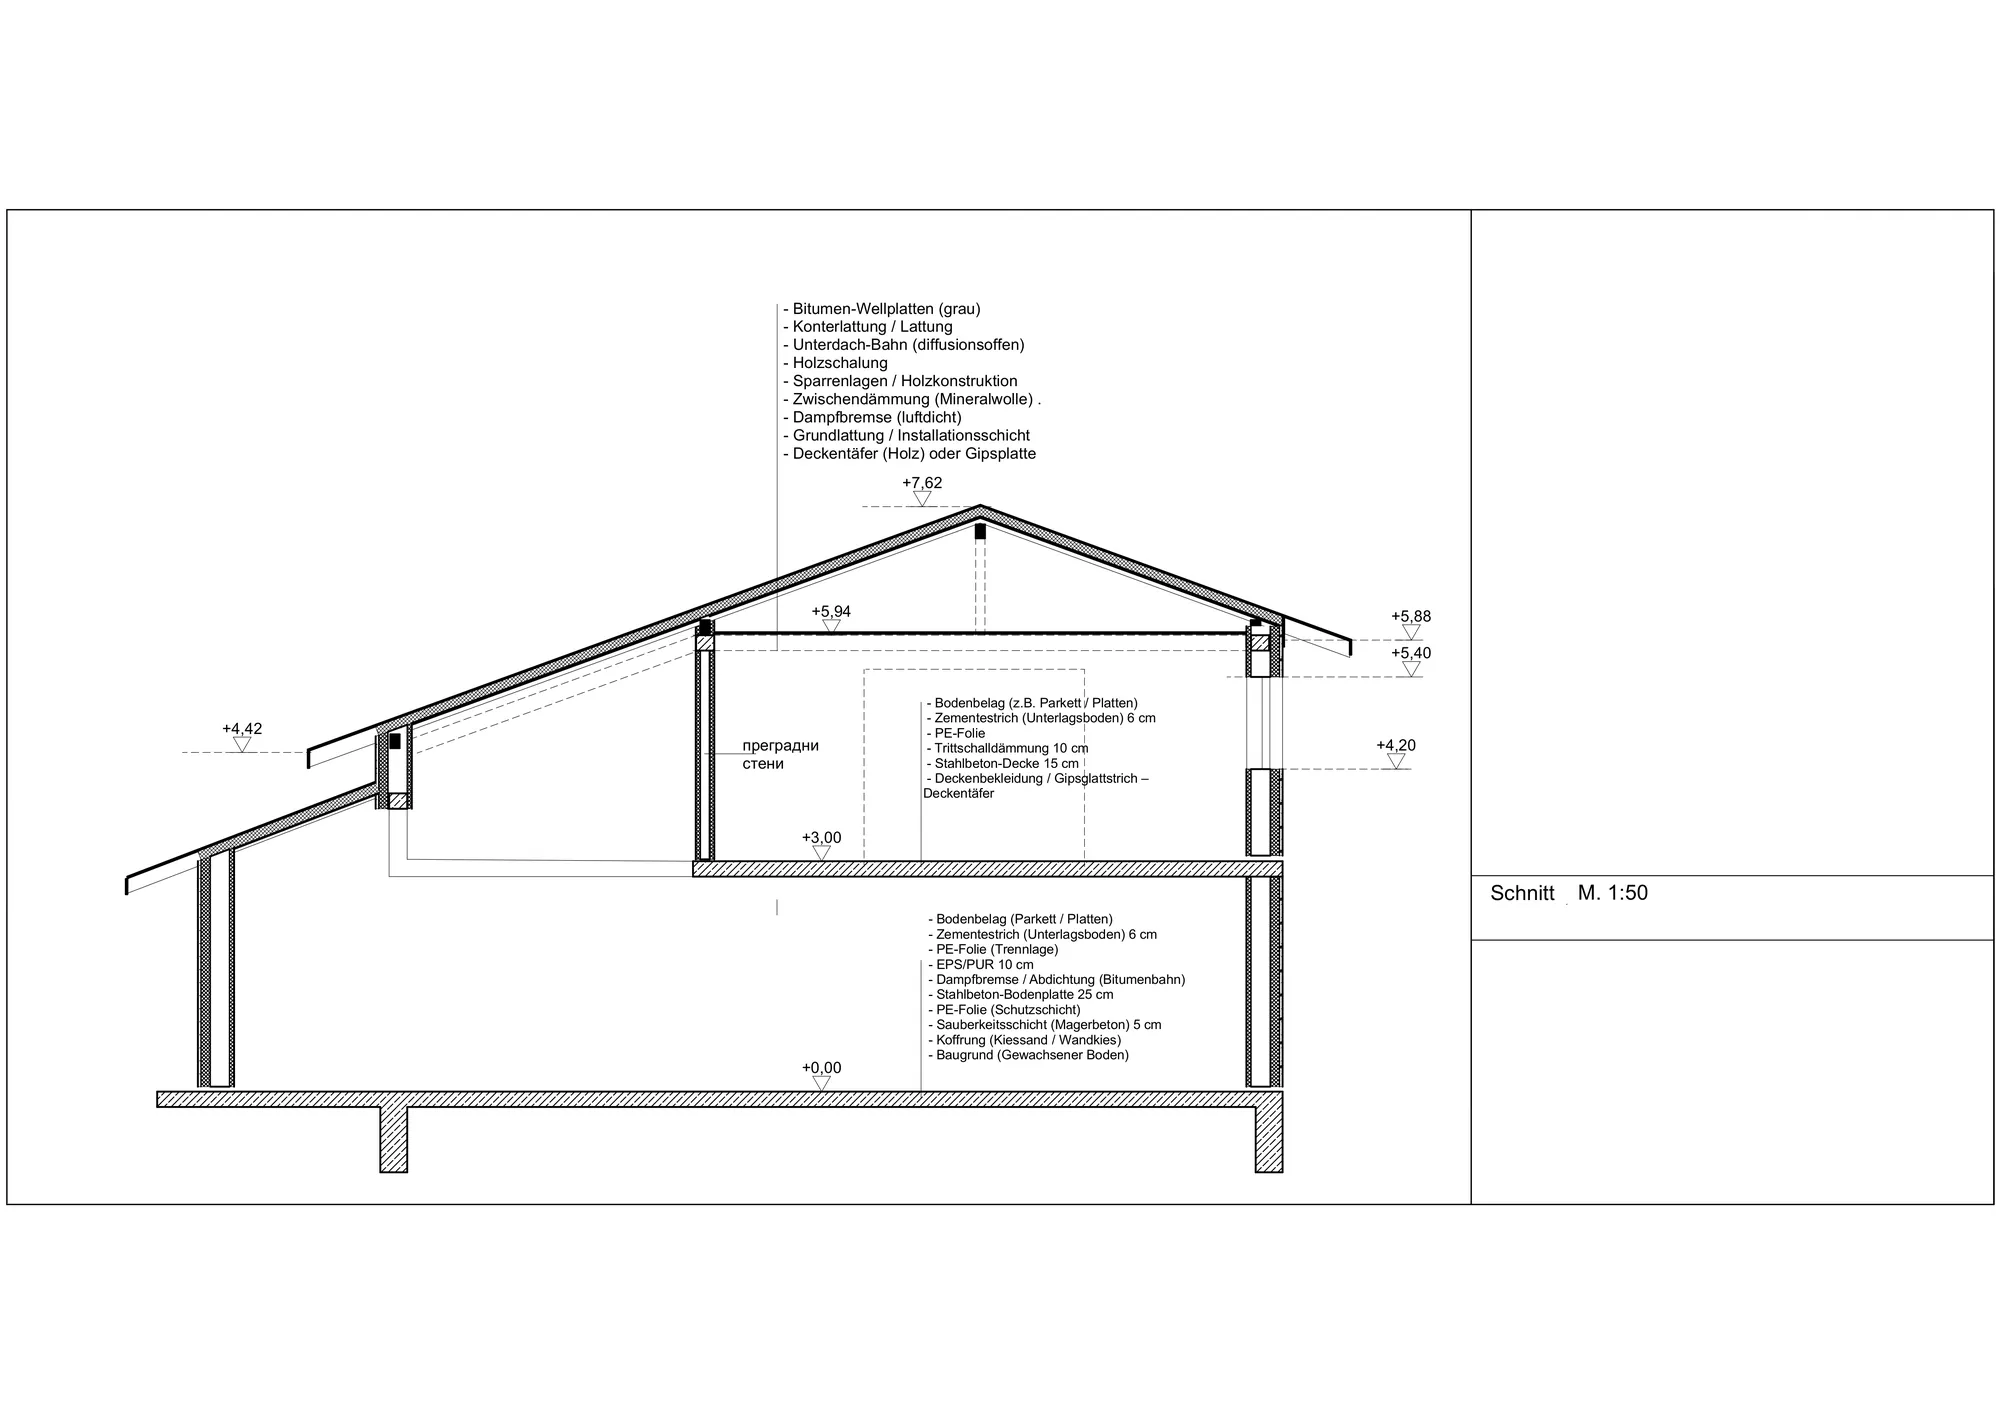 - Bitumen-Wellplatten (grau)
- Konterlattung / Lattung
- Unterdach-Bahn (diffusionsoffen)
- Holzschalung
- Sparrenlagen / Holzkonstruktion
- Zwischendämmung (Mineralwolle) .
- Dampfbremse (luftdicht)
- Grundlattung / Installationsschicht
- Deckentäfer (Holz) oder Gipsplatte
+7,62
+5,94
+5,88
+5,40
+4,42
+4,20
преградни
стени
- Bodenbelag (z.B. Parkett / Platten)
- Zementestrich (Unterlagsboden) 6 cm
- PE-Folie
- Trittschalldämmung 10 cm
- Stahlbeton-Decke 15 cm
- Deckenbekleidung / Gipsglattstrich –
Deckentäfer
+3,00
- Bodenbelag (Parkett / Platten)
- Zementestrich (Unterlagsboden) 6 cm
- PE-Folie (Trennlage)
- EPS/PUR 10 cm
- Dampfbremse / Abdichtung (Bitumenbahn)
- Stahlbeton-Bodenplatte 25 cm
- PE-Folie (Schutzschicht)
- Sauberkeitsschicht (Magerbeton) 5 cm
- Koffrung (Kiessand / Wandkies)
- Baugrund (Gewachsener Boden)
+0,00
Schnitt . M. 1:50